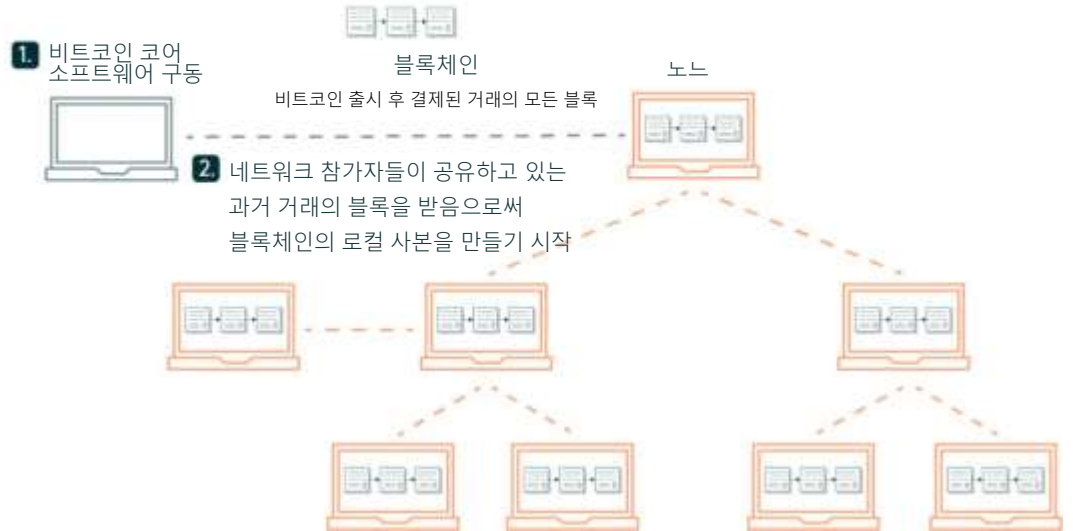 1. 비트코인 코어
소프트웨어 구동
블록체인
비트코인 출시 후 결제된 거래의 모든 블록
노느
2. 네트워크 참가자들이 공유하고 있는
과거 거래의 블록을 받음으로써
블록체인의 로컬 사본을 만들기 시작